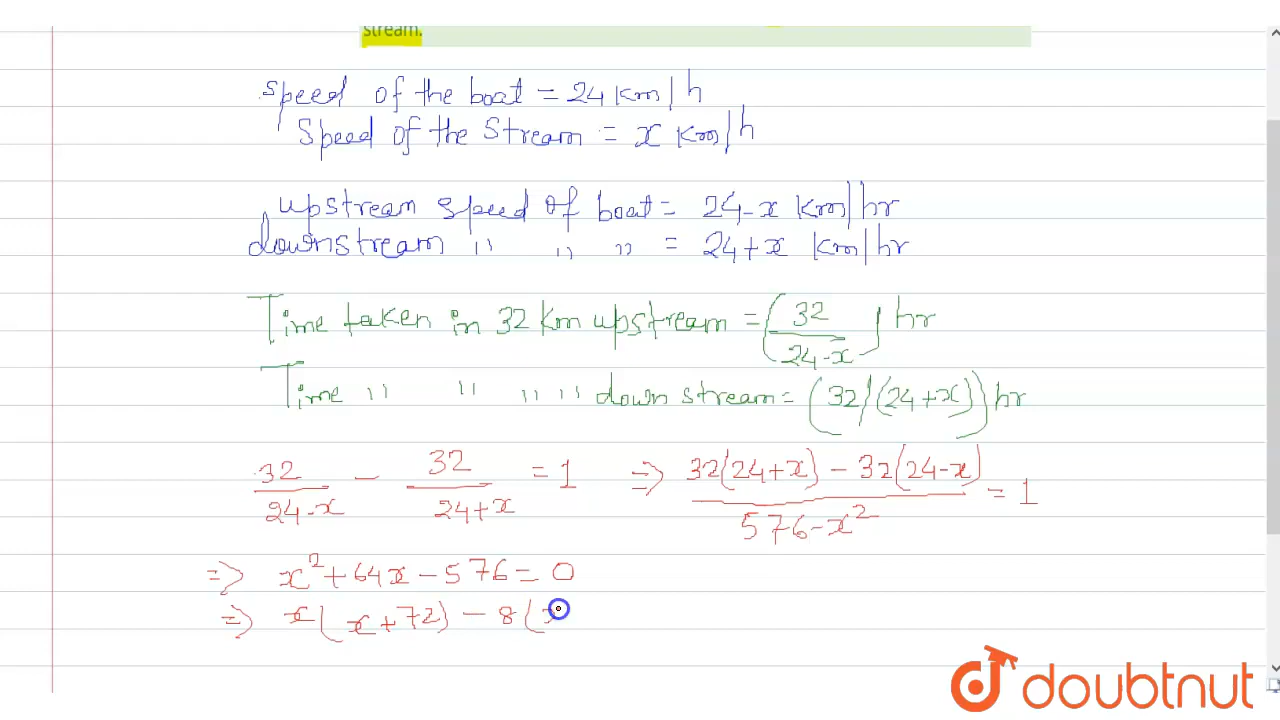 stream.
Speed of the boat = 24 Km/h
Speed of the Stream = x Km/h
upstream speed of boat = 24-x Km/hr
downstream " " " = 24+x Km/hr
Time taken in 32 Km upstream = (32/24-x) hr
Time " " " " down stream = (32/(24+x)) hr
32/24-x - 32/24+x = 1 => 32(24+x) - 32(24-x)/576-x² = 1
=> x² + 64x - 576 = 0
=> x(x+72) - 8(x
doubtnut